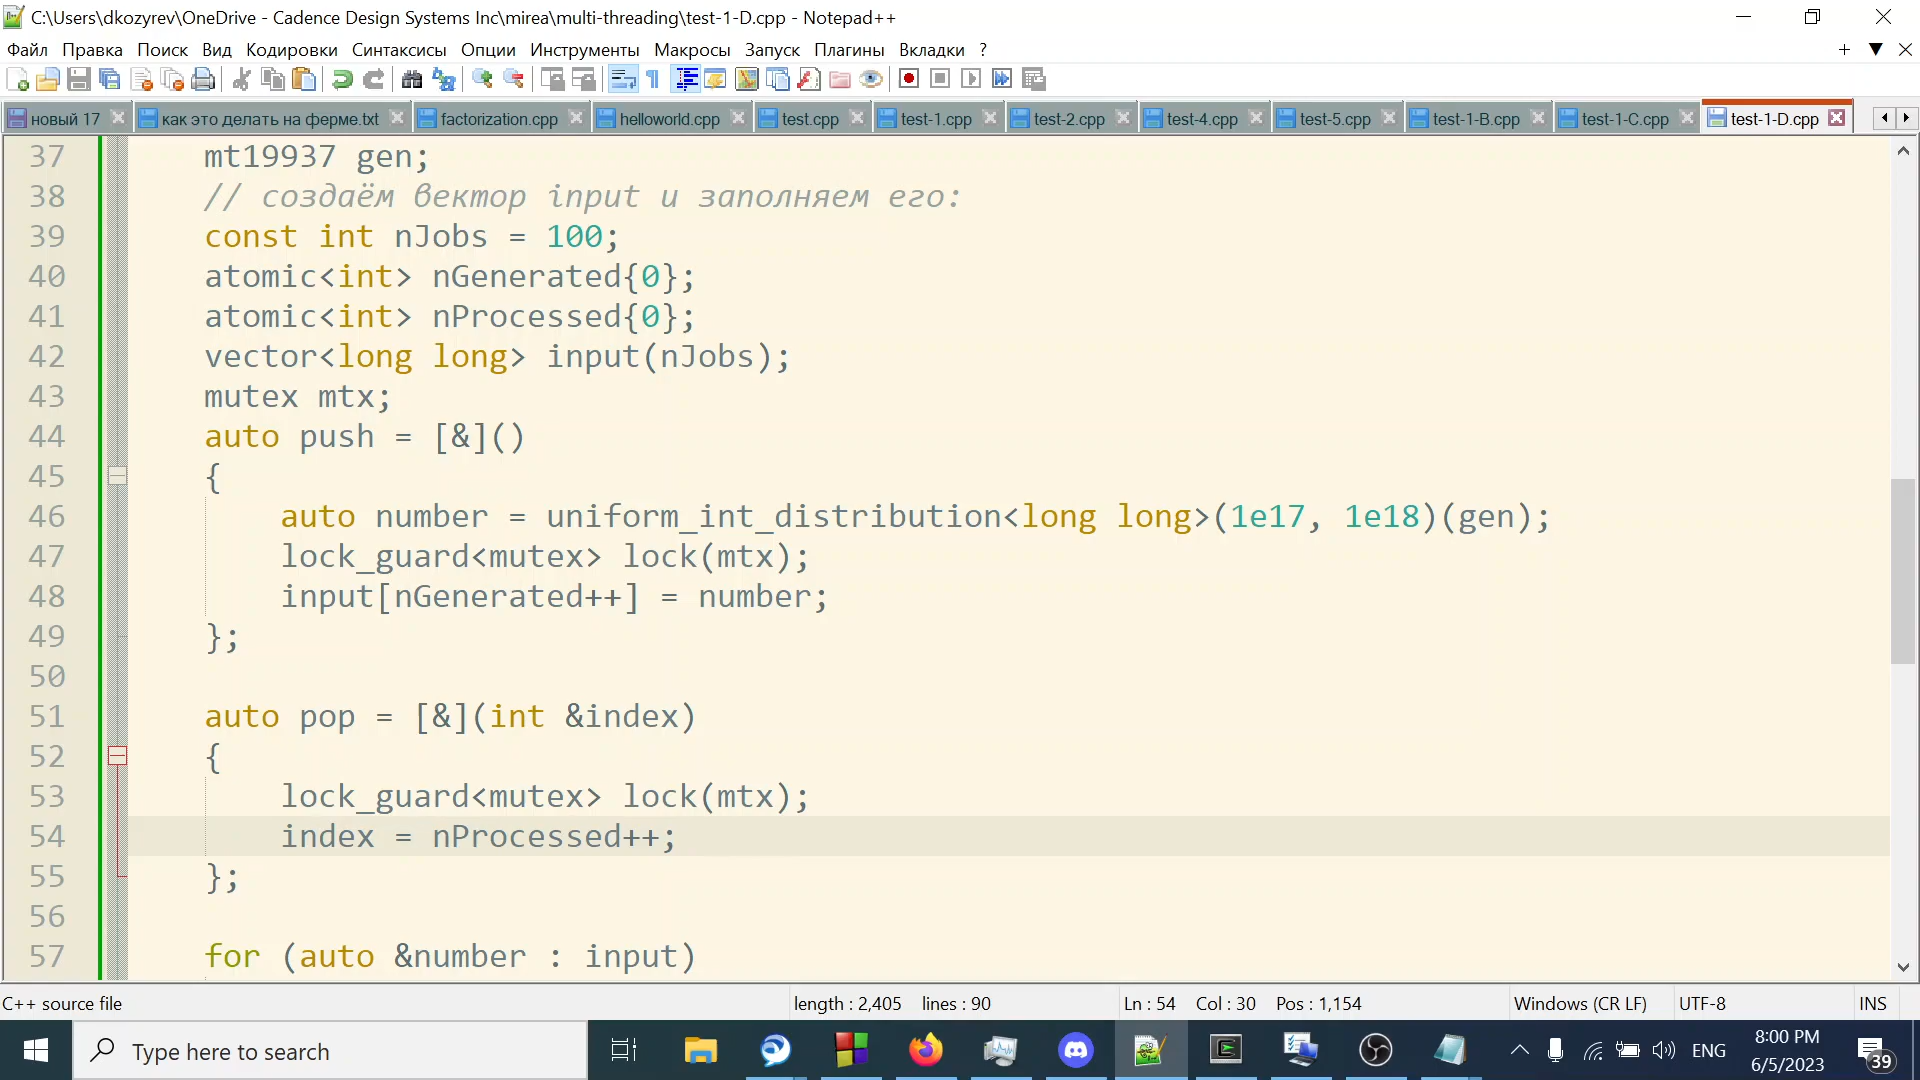 C:\Users\dkozyrev\OneDrive - Cadence Design Systems Inc\mirea\multi-threading\test-1-D.cpp - Notepad++
Файл Правка Поиск Вид Кодировки Синтаксисы Опции Инструменты Макросы Запуск Плагины Вкладки ?
новый 17 как это делать на ферме.txt factorization.cpp helloworld.cpp test.cpp test-1.cpp test-2.cpp test-4.cpp test-5.cpp test-1-B.cpp test-1-C.cpp test-1-D.cpp
37 mt19937 gen;
38 // создаём вектор input и заполняем его:
39 const int nJobs = 100;
40 atomic<int> nGenerated{0};
41 atomic<int> nProcessed{0};
42 vector<long long> input(nJobs);
43 mutex mtx;
44 auto push = [&]()
45 {
46 auto number = uniform_int_distribution<long long>(1e17, 1e18)(gen);
47 lock_guard<mutex> lock(mtx);
48 input[nGenerated++] = number;
49 };
50
51 auto pop = [&](int &index)
52 {
53 lock_guard<mutex> lock(mtx);
54 index = nProcessed++;
55 };
56
57 for (auto &number : input)
C++ source file length : 2,405 lines : 90 Ln : 54 Col : 30 Pos : 1,154 Windows (CR LF) UTF-8 INS
Type here to search ENG 8:00 PM
6/5/2023 39